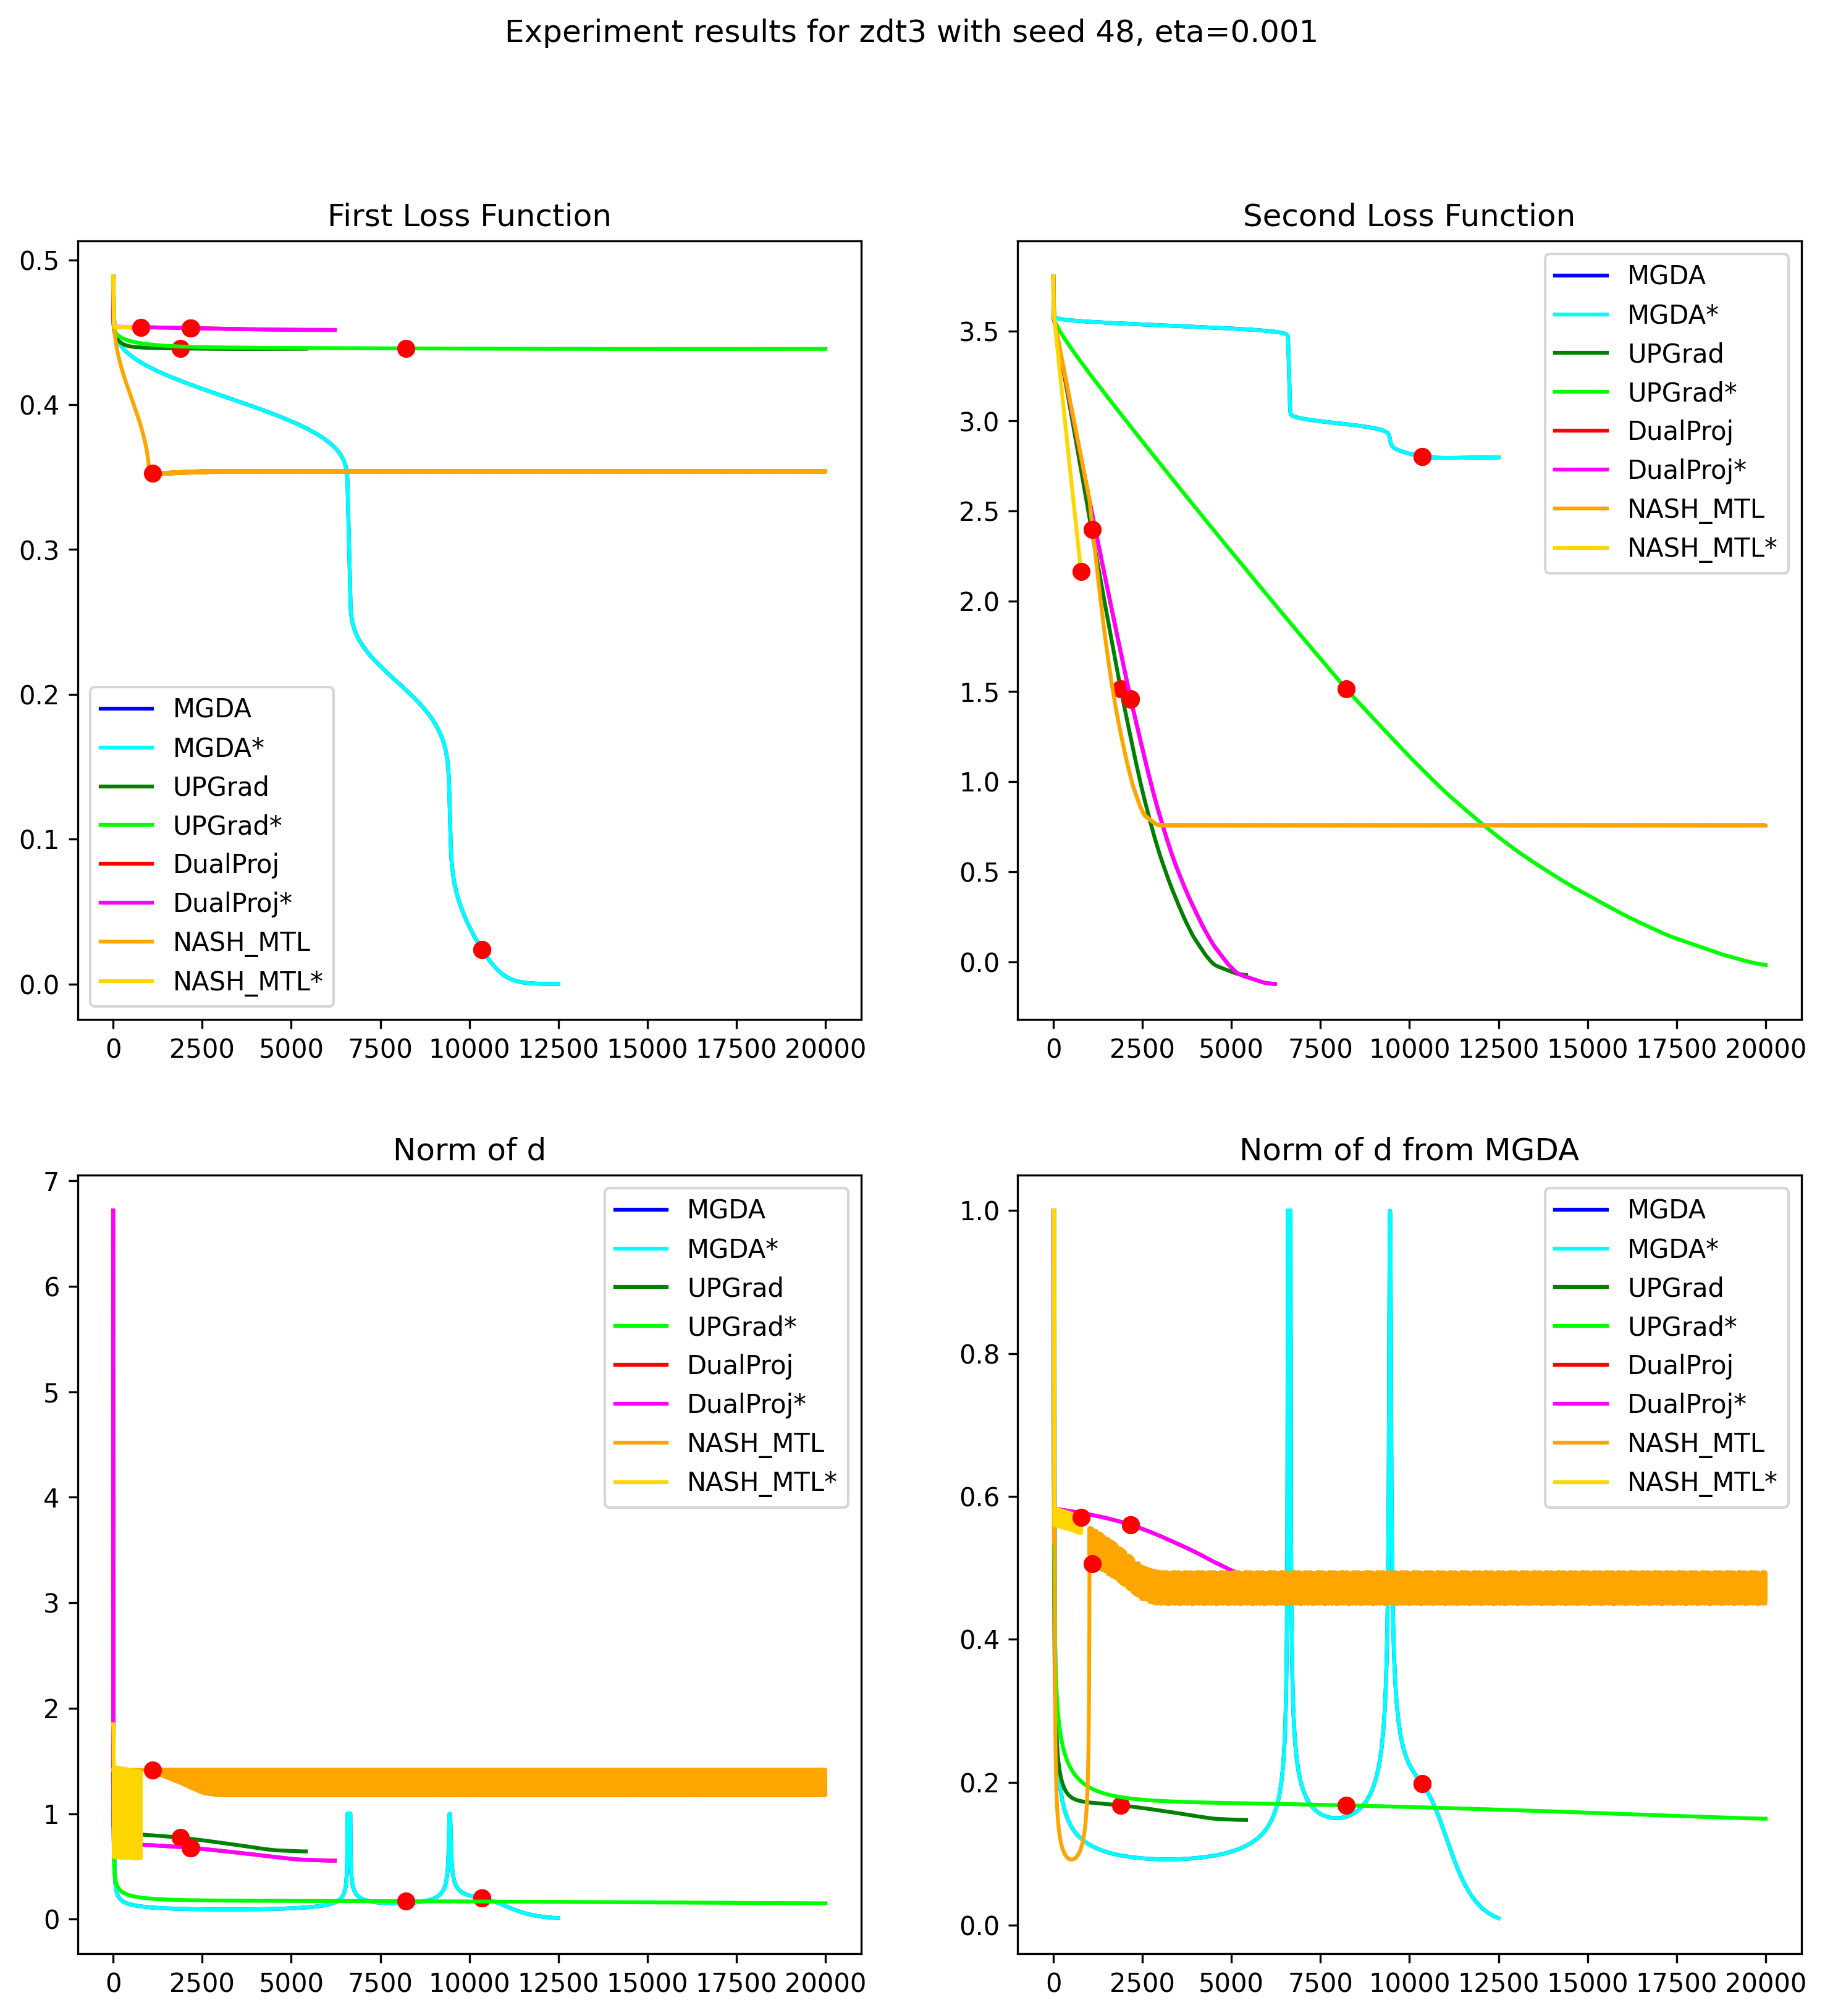 Experiment results for zdt3 with seed 48, eta=0.001
First Loss Function
0.5
0.4
0.3
0.2
0.1
0.0
MGDA
MGDA*
UPGrad
UPGrad*
DualProj
DualProj*
NASH_MTL
NASH_MTL*
0 2500 5000 7500 10000 12500 15000 17500 20000
Second Loss Function
3.5
3.0
2.5
2.0
1.5
1.0
0.5
0.0
MGDA
MGDA*
UPGrad
UPGrad*
DualProj
DualProj*
NASH_MTL
NASH_MTL*
0 2500 5000 7500 10000 12500 15000 17500 20000
Norm of d
7
6
5
4
3
2
1
0
MGDA
MGDA*
UPGrad
UPGrad*
DualProj
DualProj*
NASH_MTL
NASH_MTL*
0 2500 5000 7500 10000 12500 15000 17500 20000
Norm of d from MGDA
1.0
0.8
0.6
0.4
0.2
0.0
MGDA
MGDA*
UPGrad
UPGrad*
DualProj
DualProj*
NASH_MTL
NASH_MTL*
0 2500 5000 7500 10000 12500 15000 17500 20000